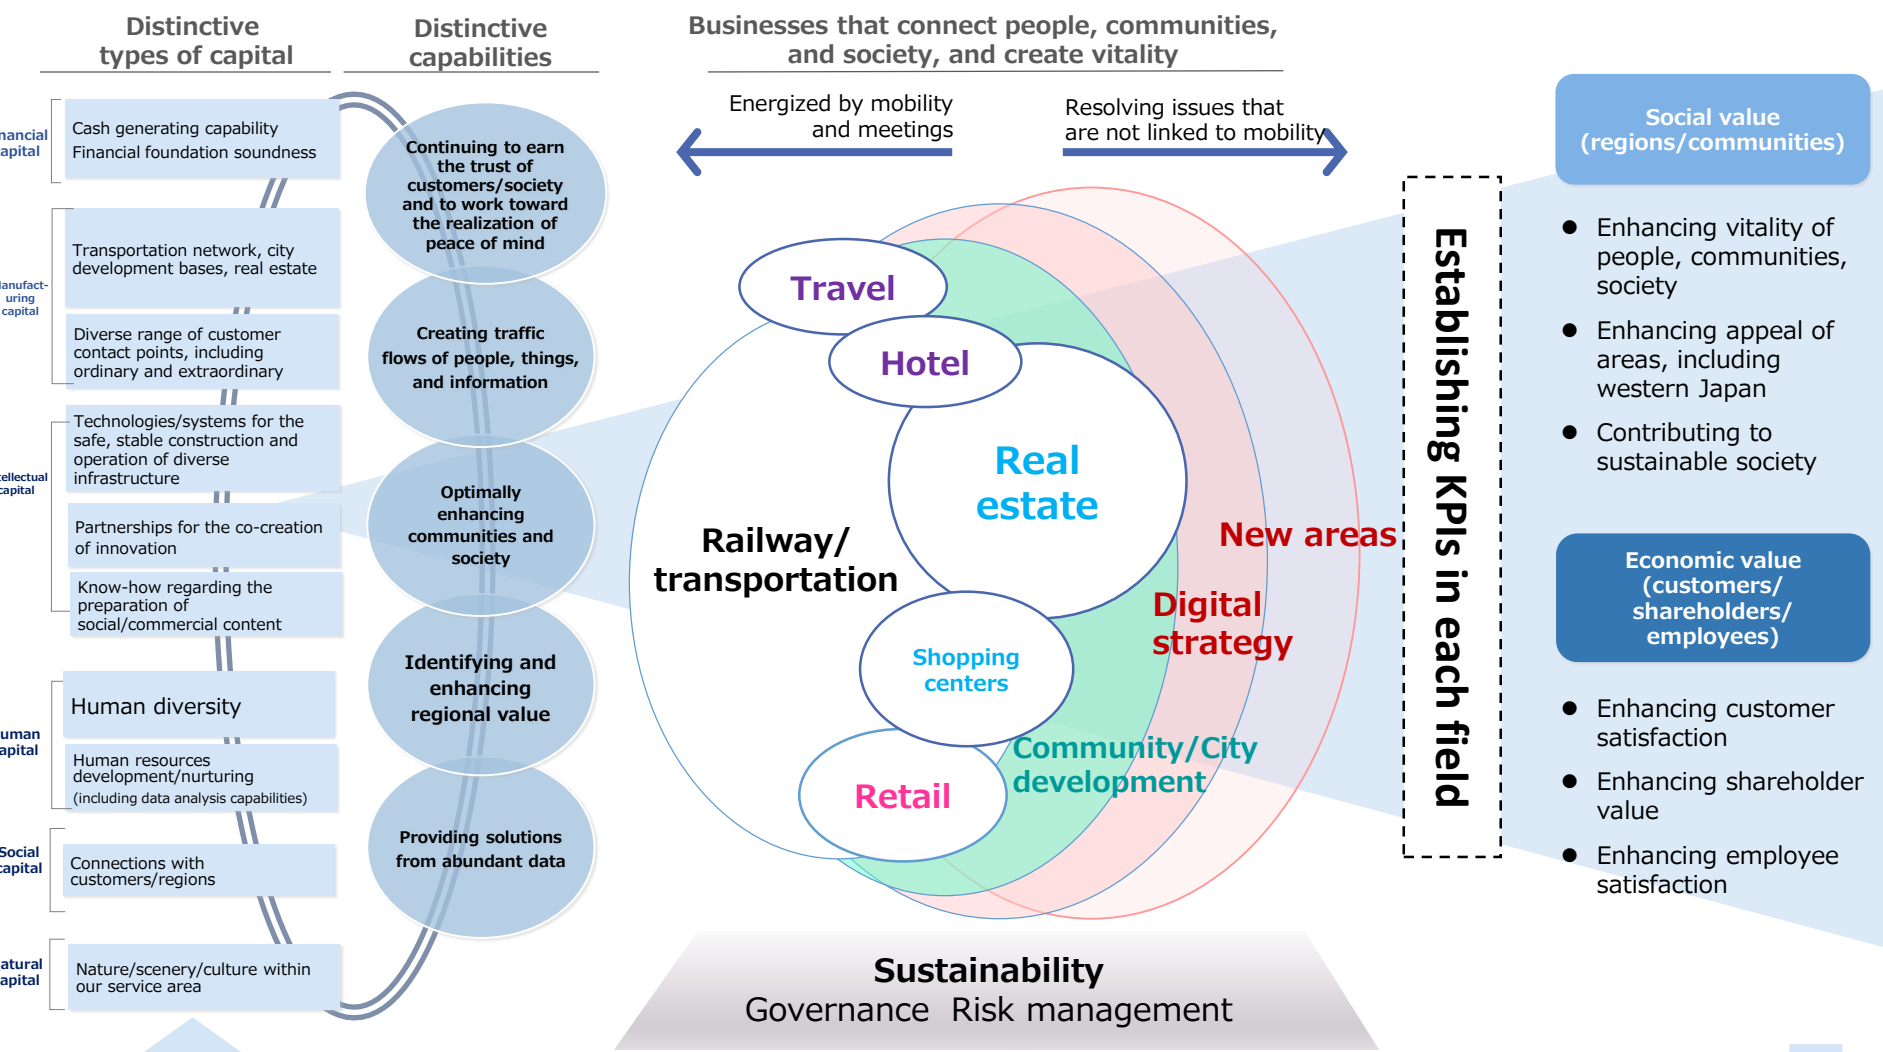 Distinctive
types of capital
Distinctive
capabilities
Businesses that connect people, communities,
and society, and create vitality
Energized by mobility
and meetings
Resolving issues that
are not linked to mobility
Cash generating capability
Financial foundation soundness
capital
Transportation network, city
development bases, real estate
uring
capital
Diverse range of customer
contact points, including
ordinary and extraordinary
Technologies/systems for the
safe, stable construction and
operation of diverse
infrastructure
Partnerships for the co-creation
of innovation
Know-how regarding the
preparation of
social/commercial content
Human diversity
Human resources
development/nurturing
(including data analysis capabilities)
Social
capital
Connections with
customers/regions
Nature/scenery/culture within
our service area
Continuing to earn
the trust of
customers/society
and to work toward
the realization of
peace of mind
Creating traffic
flows of people, things,
and information
Optimally
enhancing
communities and
society
Identifying and
enhancing
regional value
Providing solutions
from abundant data
Travel
Hotel
Real
estate
Railway/
transportation
New areas
Digital
strategy
Shopping
centers
Community/City
development
Retail
Sustainability
Governance Risk management
Establishing KPIs in each field
Social value
(regions/communities)
● Enhancing vitality of
people, communities,
society
● Enhancing appeal of
areas, including
western Japan
● Contributing to
sustainable society
Economic value
(customers/
shareholders/
employees)
● Enhancing customer
satisfaction
● Enhancing shareholder
value
● Enhancing employee
satisfaction